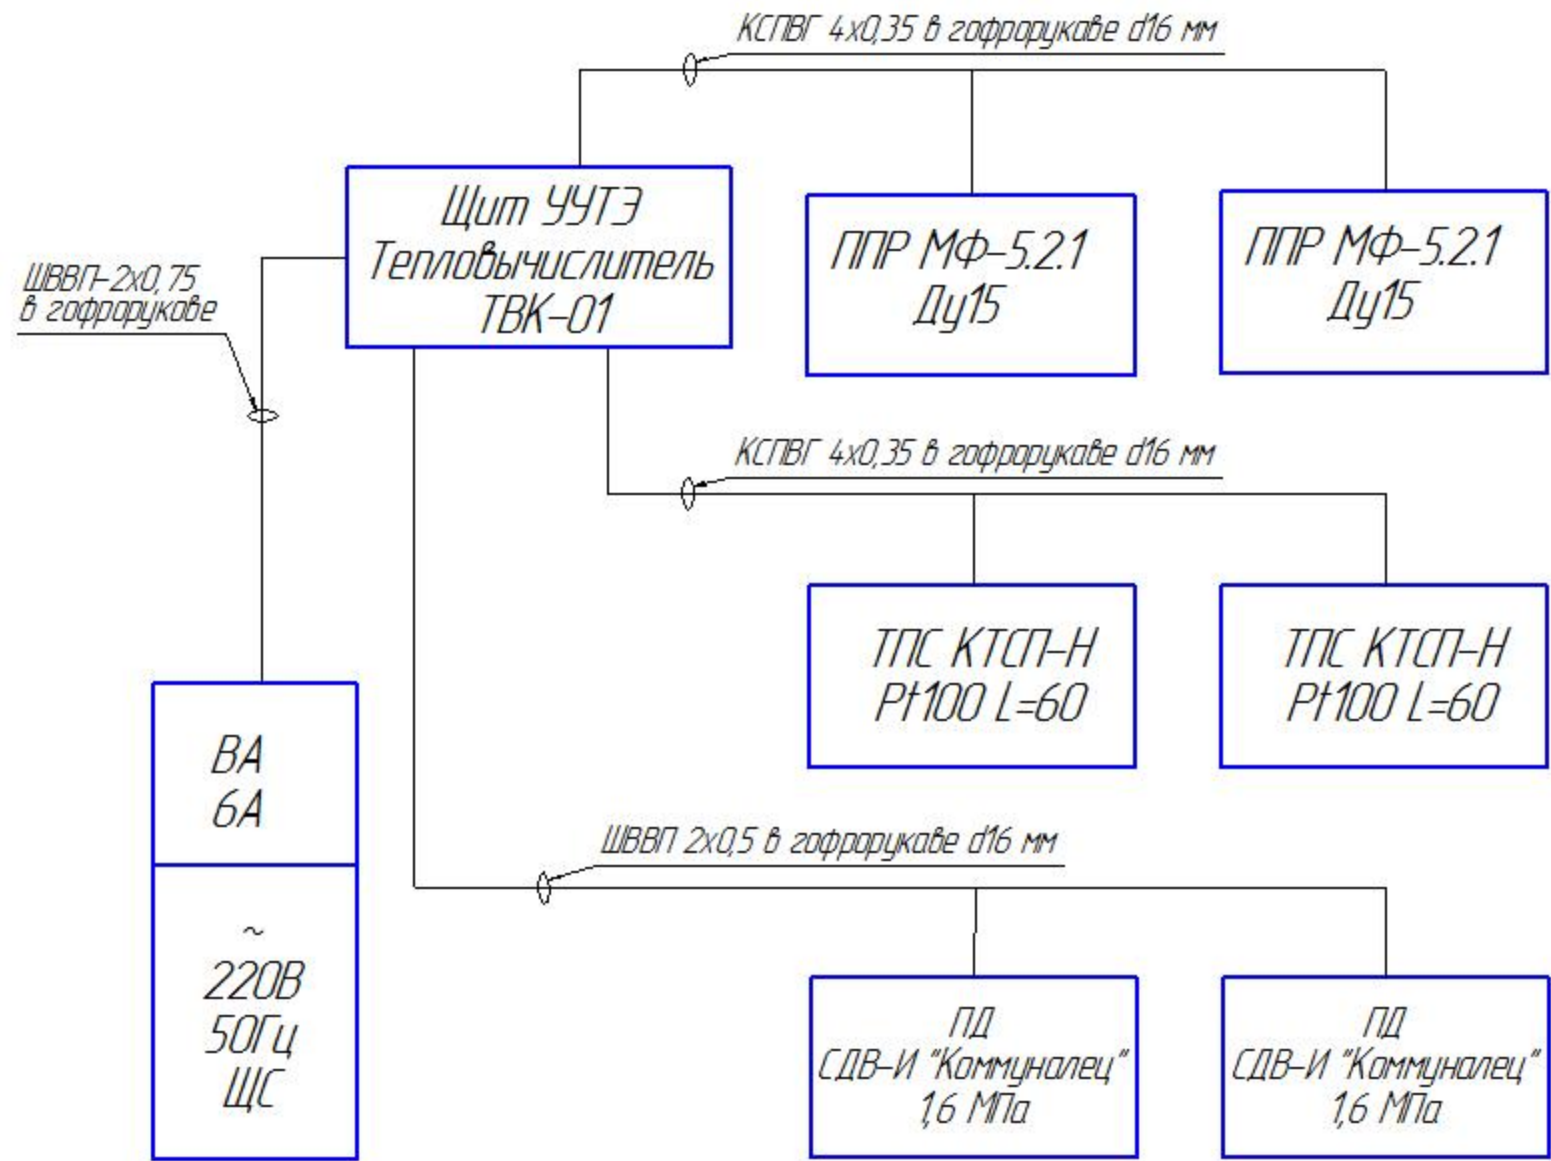 КСПВГ 4х0,35 в гофрорукаве d16 мм
Щит УУТЭ
Тепловычислитель
ТВК-01
ППР МФ-5.2.1
Ду15
ППР МФ-5.2.1
Ду15
ШВВП-2х0,75
в гофрорукаве
КСПВГ 4х0,35 в гофрорукаве d16 мм
ТПС КТСП-Н
Pt100 L=60
ТПС КТСП-Н
Pt100 L=60
ВА
6А
~
220В
50Гц
ЩС
ШВВП 2х0,5 в гофрорукаве d16 мм
ПД
СДВ-И "Коммуналец"
1,6 МПа
ПД
СДВ-И "Коммуналец"
1,6 МПа